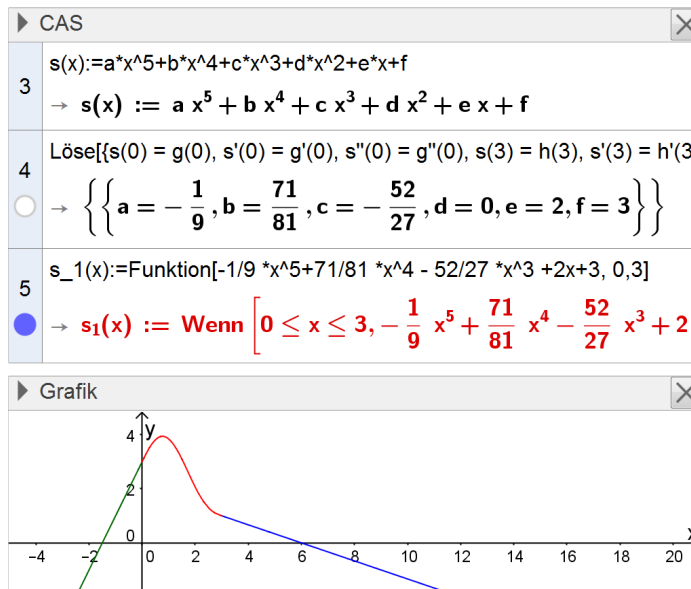 CAS
3
s(x):=a*x^5+b*x^4+c*x^3+d*x^2+e*x+f
→ s(x) := a x⁵ + b x⁴ + c x³ + d x² + e x + f
4
Löse[{s(0) = g(0), s'(0) = g'(0), s''(0) = g''(0), s(3) = h(3), s'(3) = h'(3
→ {{a = -1/9, b = 71/81, c = -52/27, d = 0, e = 2, f = 3}}
5
s_1(x):=Funktion[-1/9 *x^5+71/81 *x^4 - 52/27 *x^3 +2x+3, 0,3]
→ s₁(x) := Wenn [0 ≤ x ≤ 3, -1/9 x⁵ + 71/81 x⁴ - 52/27 x³ + 2
Grafik
y
4
2
0
-4 -2 0 2 4 6 8 10 12 14 16 18 20